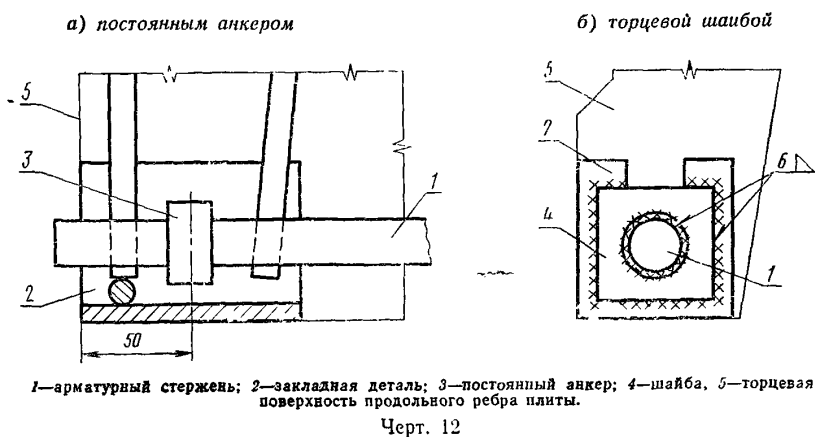 а) постоянным анкером
б) торцевой шайбой
5
3
1
2
50
5
7
6
4
1
1—арматурный стержень; 2—закладная деталь; 3—постоянный анкер; 4—шайба, 5—торцевая
поверхность продольного ребра плиты.
Черт. 12